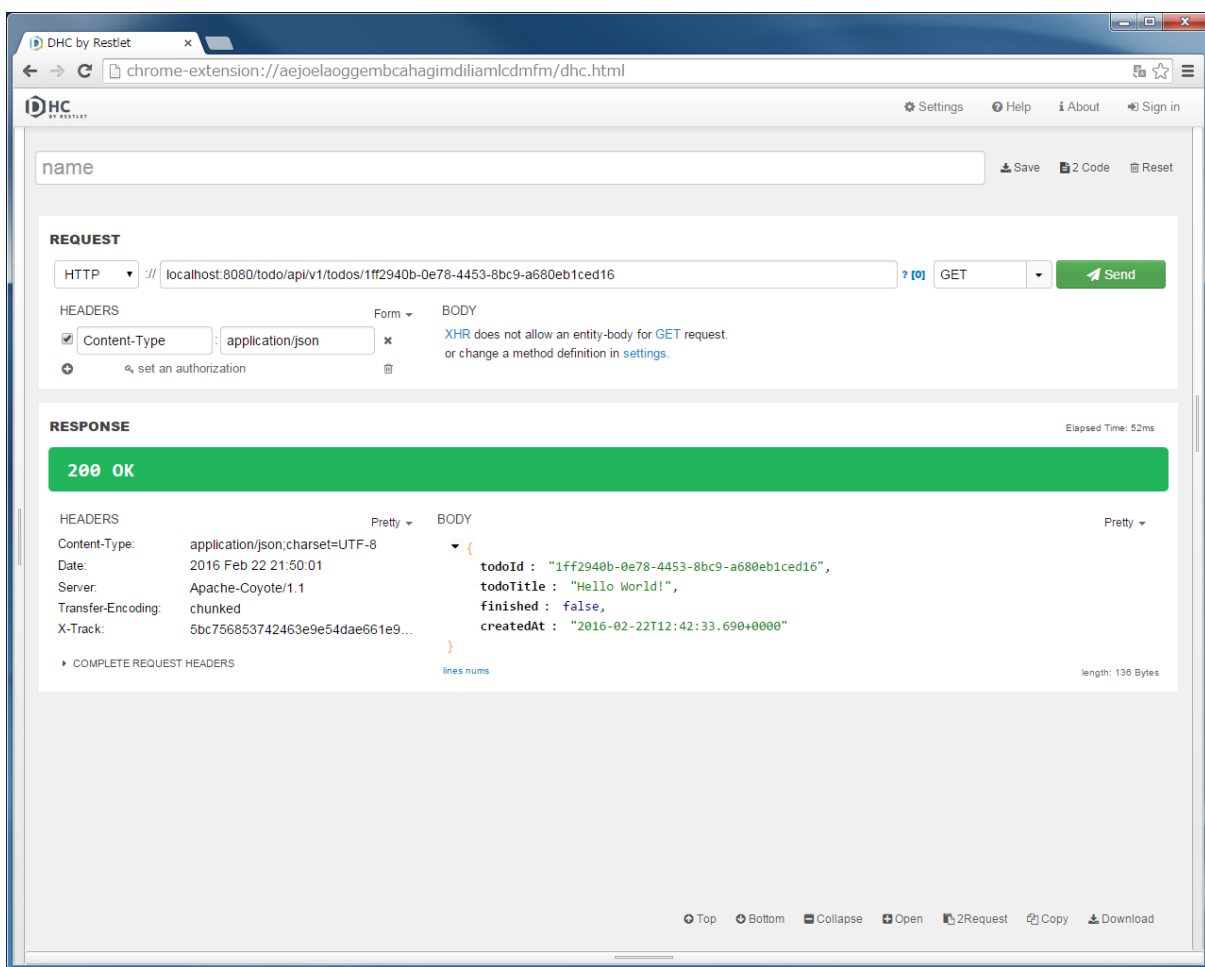 DHC by Restlet
chrome-extension://aejoelaoggembcahagimdiliamlcdmfm/dhc.html
DHC BY RESTLET
Settings Help About Sign in
name Save 2 Code Reset
REQUEST
HTTP :// localhost:8080/todo/api/v1/todos/1ff2940b-0e78-4453-8bc9-a680eb1ced16 ? [0] GET Send
HEADERS Form BODY
Content-Type : application/json
XHR does not allow an entity-body for GET request.
or change a method definition in settings.
set an authorization
RESPONSE Elapsed Time: 52ms
200 OK
HEADERS Pretty BODY Pretty
Content-Type: application/json;charset=UTF-8
Date: 2016 Feb 22 21:50:01
Server: Apache-Coyote/1.1
Transfer-Encoding: chunked
X-Track: 5bc756853742463e9e54dae661e9...
COMPLETE REQUEST HEADERS
{
todoId : "1ff2940b-0e78-4453-8bc9-a680eb1ced16",
todoTitle : "Hello World!",
finished : false,
createdAt : "2016-02-22T12:42:33.690+0000"
}
lines nums length: 136 Bytes
Top Bottom Collapse Open 2Request Copy Download